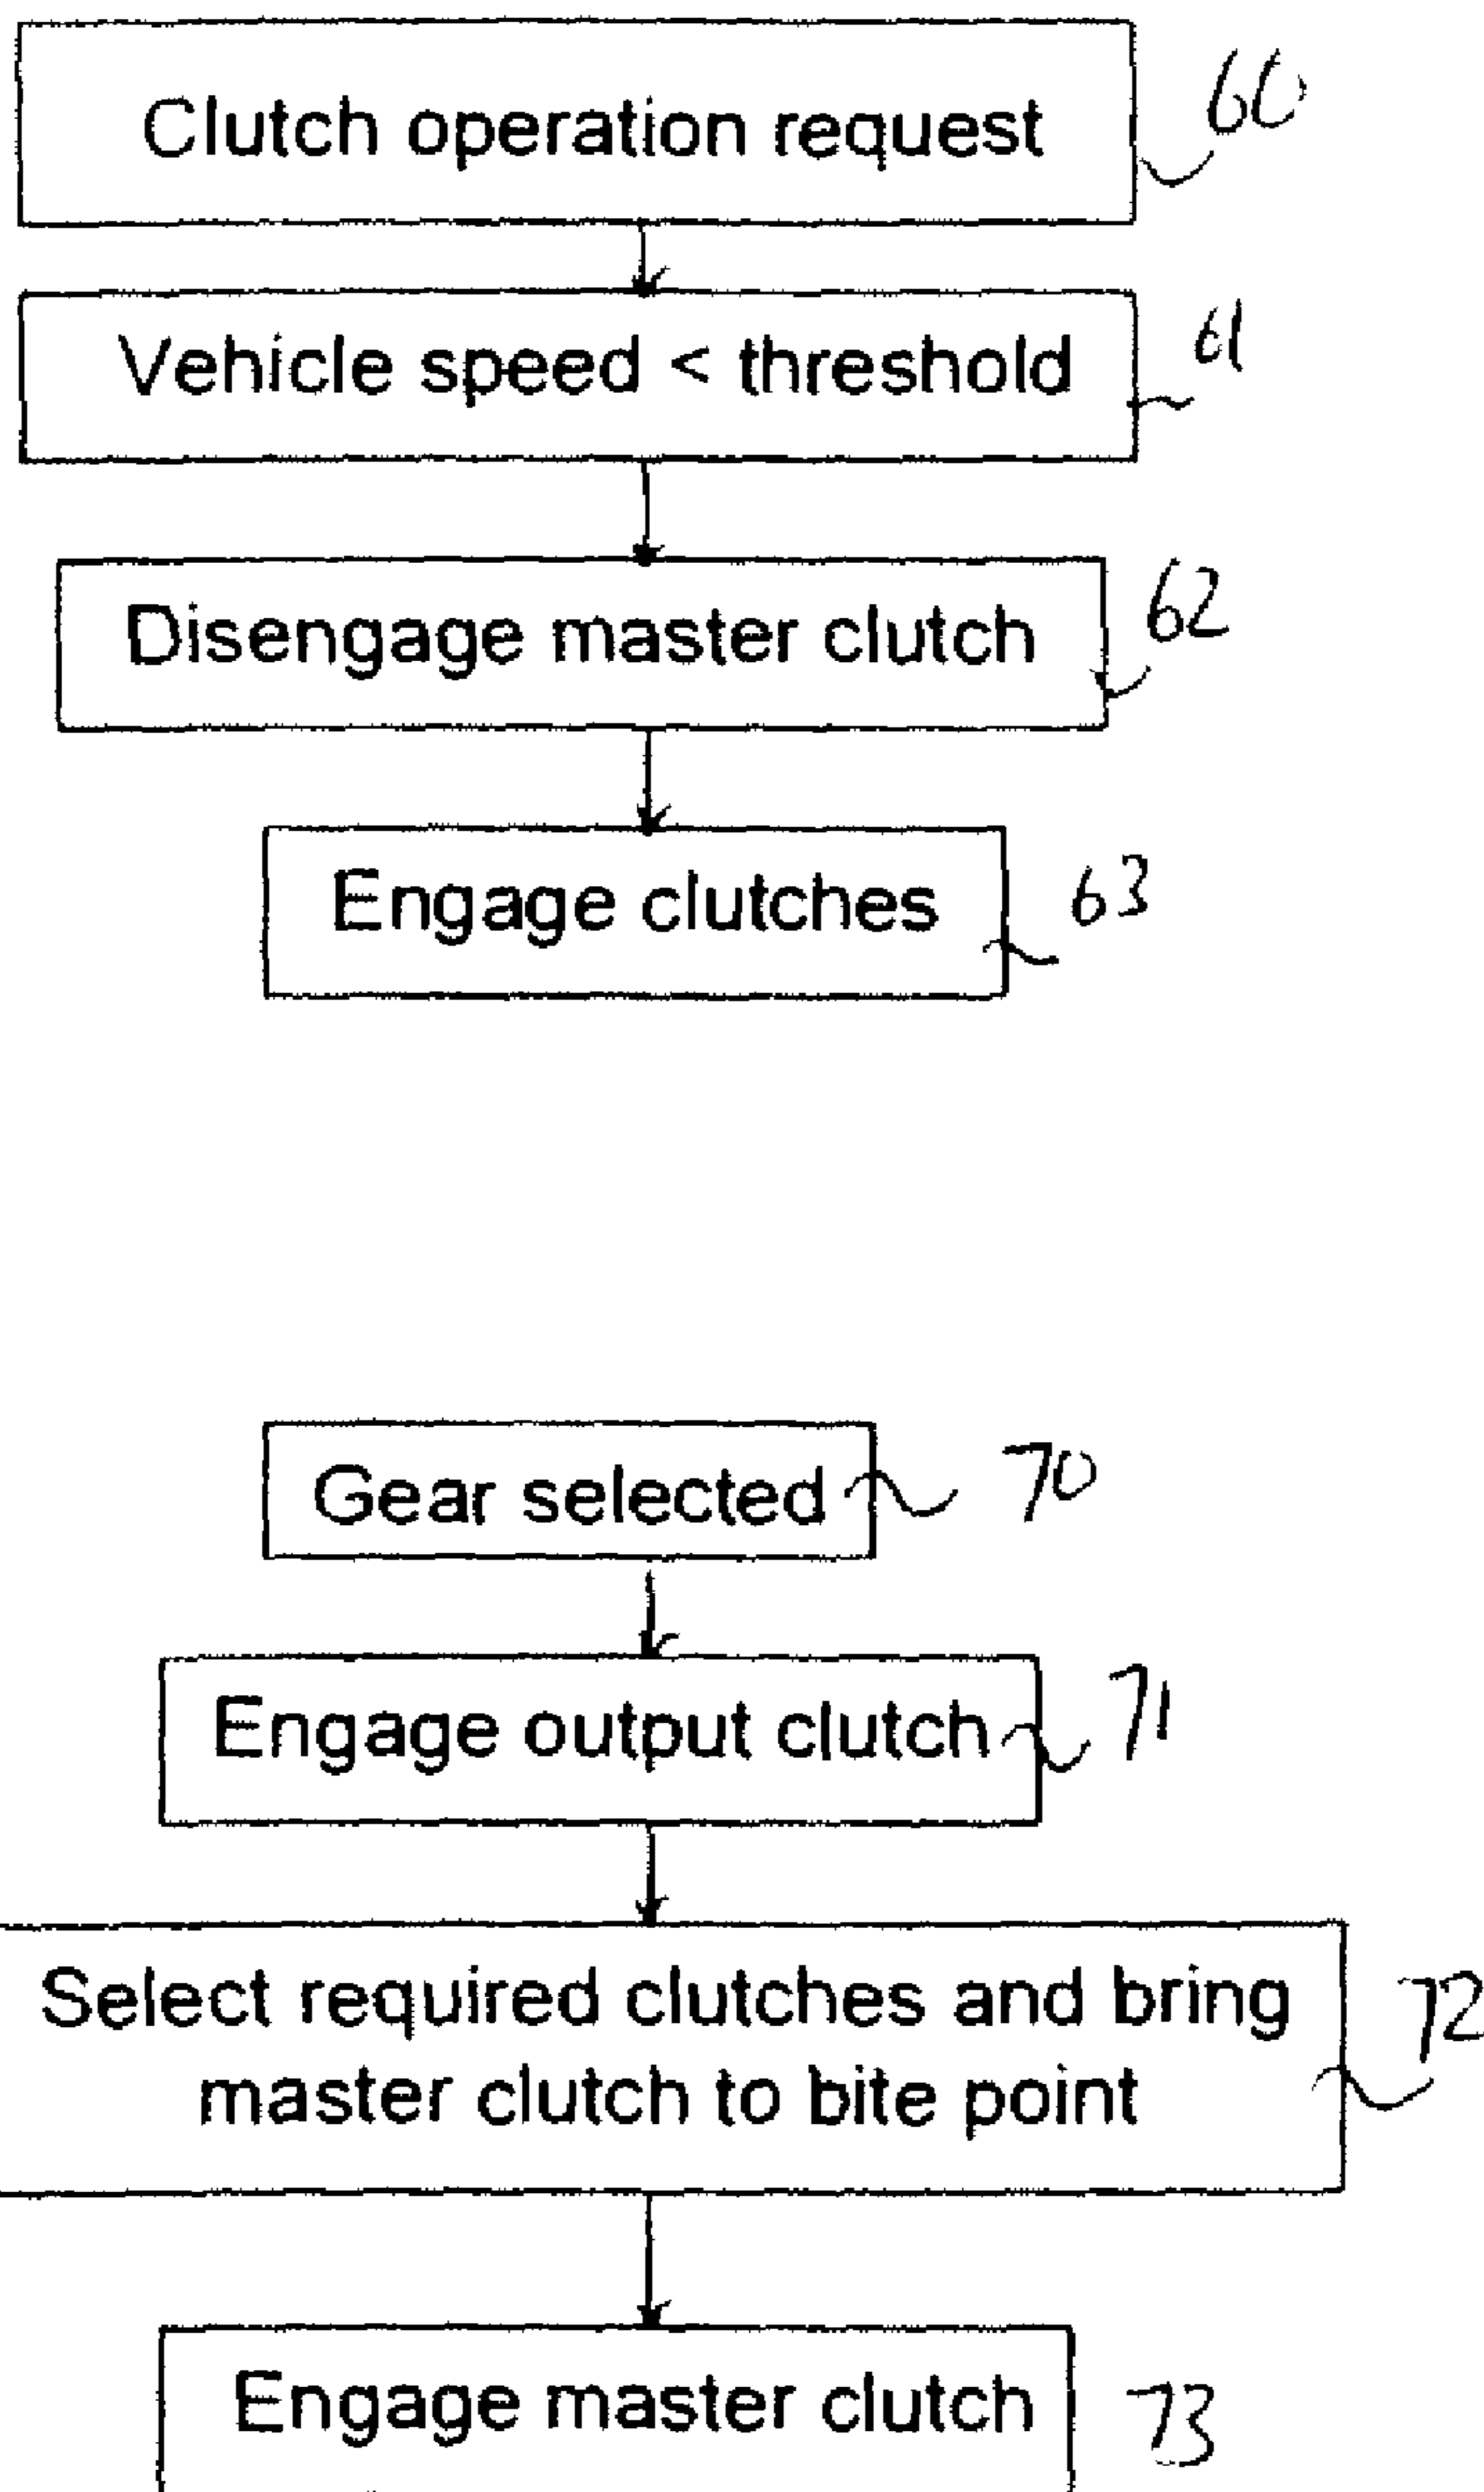 Clutch operation request
60
Vehicle speed < threshold
61
Disengage master clutch
62
Engage clutches
63
Gear selected
70
Engage output clutch
71
Select required clutches and bring
master clutch to bite point
72
Engage master clutch
73